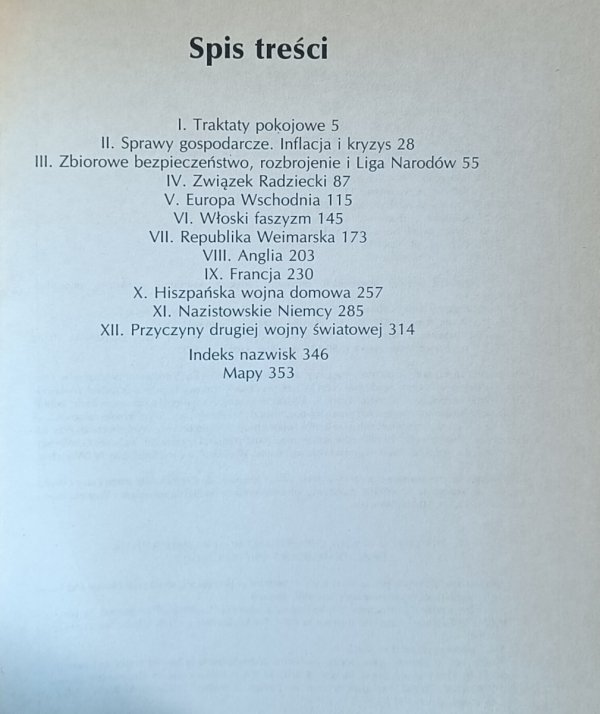 Spis treści
I. Traktaty pokojowe 5
II. Sprawy gospodarcze. Inflacja i kryzys 28
III. Zbiorowe bezpieczeństwo, rozbrojenie i Liga Narodów 55
IV. Związek Radziecki 87
V. Europa Wschodnia 115
VI. Włoski faszyzm 145
VII. Republika Weimarska 173
VIII. Anglia 203
IX. Francja 230
X. Hiszpańska wojna domowa 257
XI. Nazistowskie Niemcy 285
XII. Przyczyny drugiej wojny światowej 314
Indeks nazwisk 346
Mapy 353